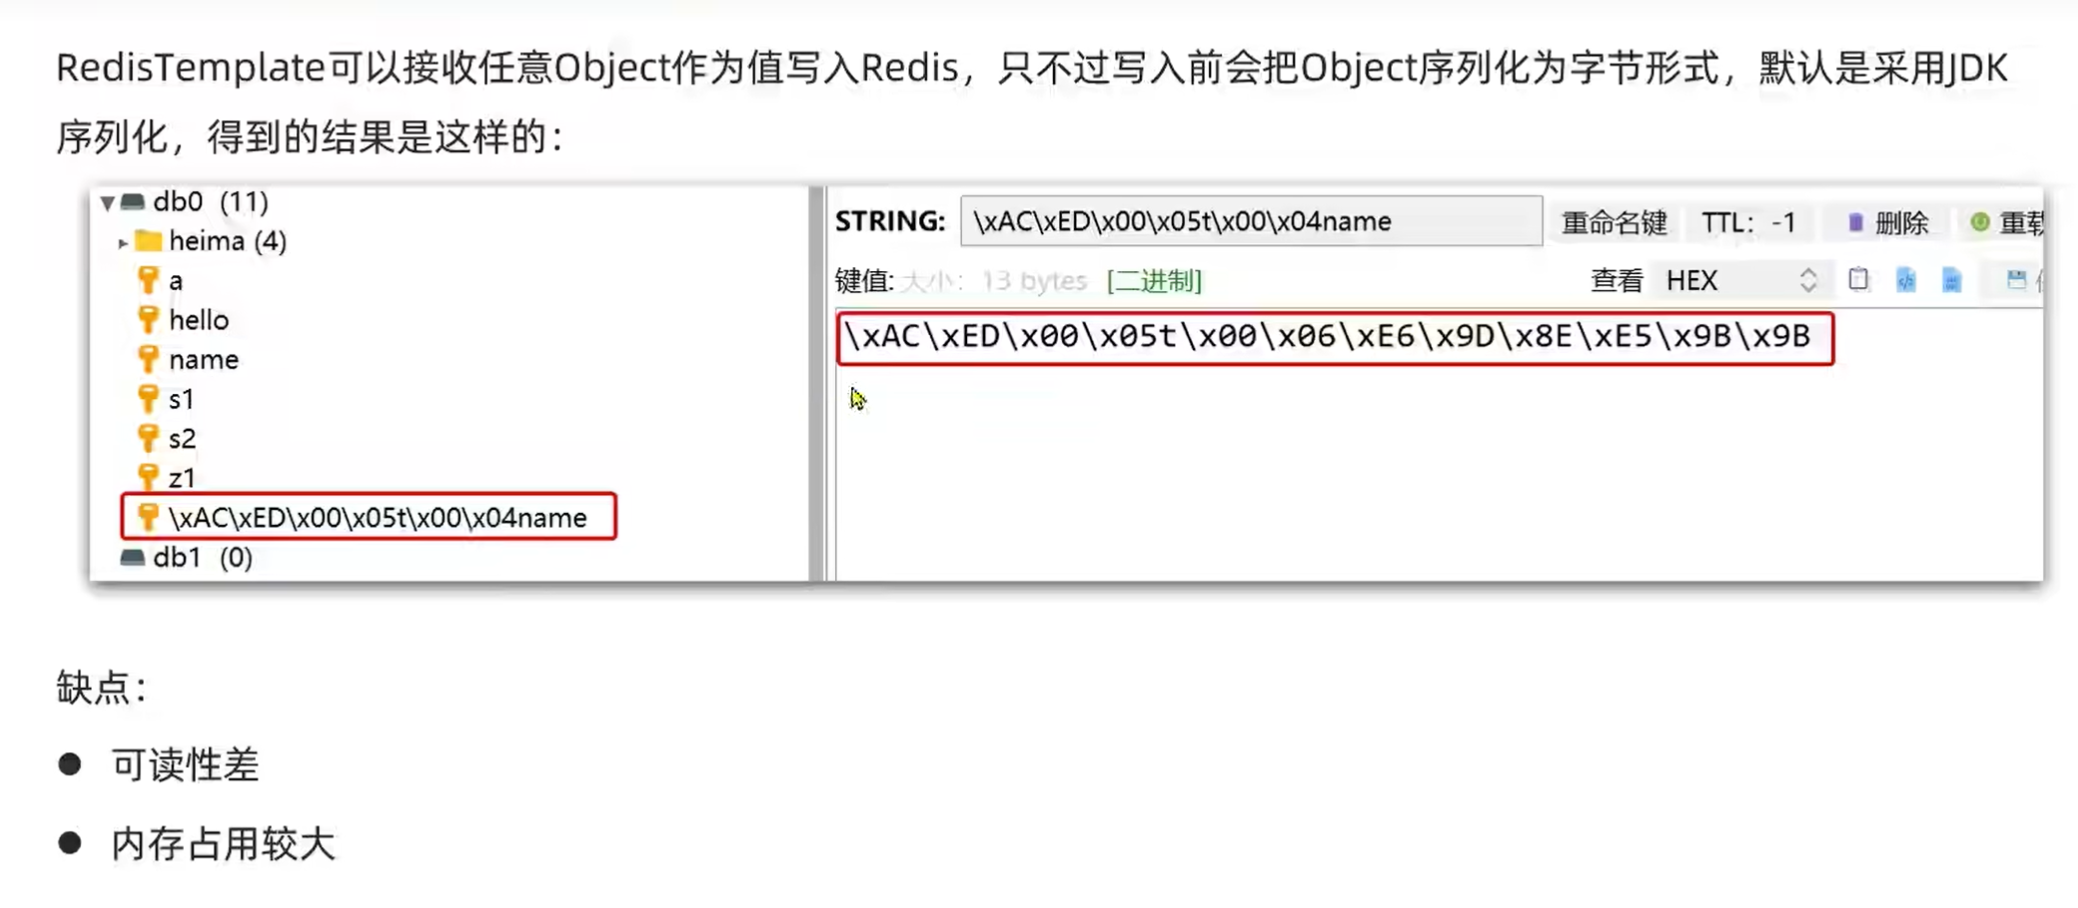 RedisTemplate可以接收任意Object作为值写入Redis，只不过写入前会把Object序列化为字节形式，默认是采用JDK
序列化，得到的结果是这样的：
db0 (11)
heima (4)
a
hello
name
s1
s2
z1
\xAC\xED\x00\x05t\x00\x04name
db1 (0)
STRING: \xAC\xED\x00\x05t\x00\x04name 重命名键 TTL: -1 删除 重载
键值: 大小: 13 bytes [二进制] 查看 HEX
\xAC\xED\x00\x05t\x00\x06\xE6\x9D\x8E\xE5\x9B\x9B
缺点：
● 可读性差
● 内存占用较大